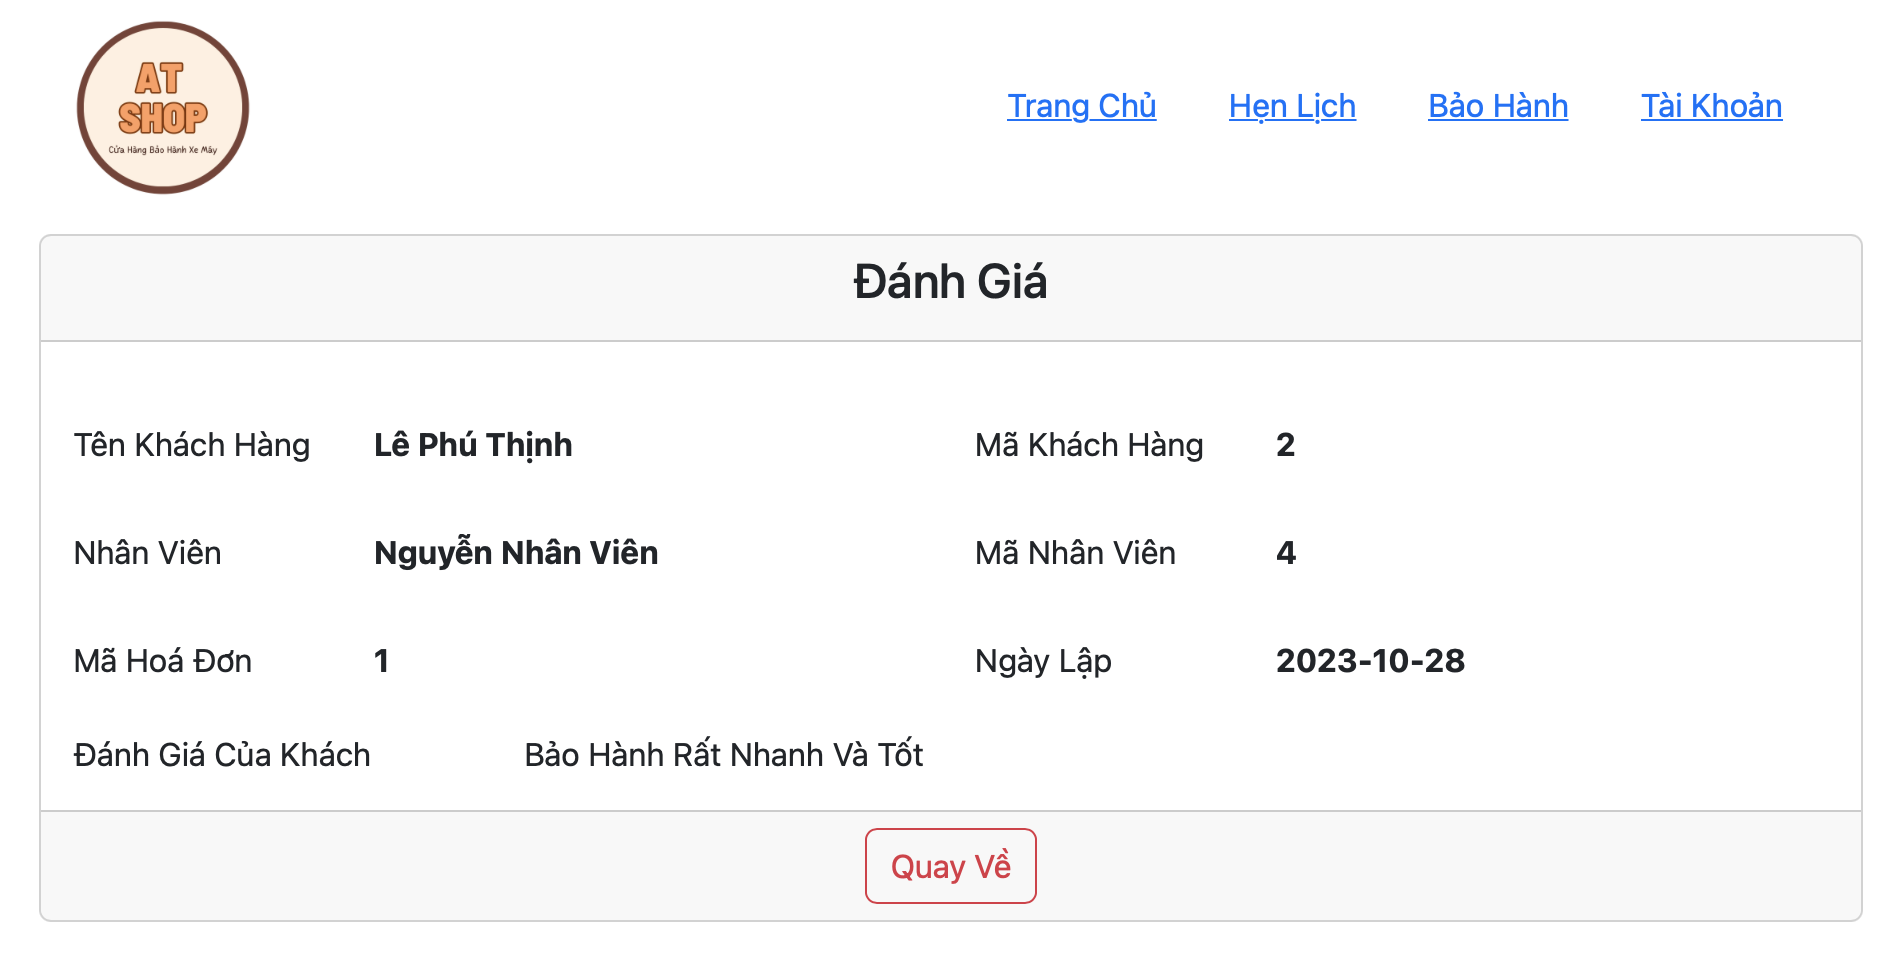 AT
SHOP
Cửa Hàng Bảo Hành Xe Máy
Trang Chủ Hẹn Lịch Bảo Hành Tài Khoản
Đánh Giá
Tên Khách Hàng Lê Phú Thịnh Mã Khách Hàng 2
Nhân Viên Nguyễn Nhân Viên Mã Nhân Viên 4
Mã Hoá Đơn 1 Ngày Lập 2023-10-28
Đánh Giá Của Khách Bảo Hành Rất Nhanh Và Tốt
Quay Về